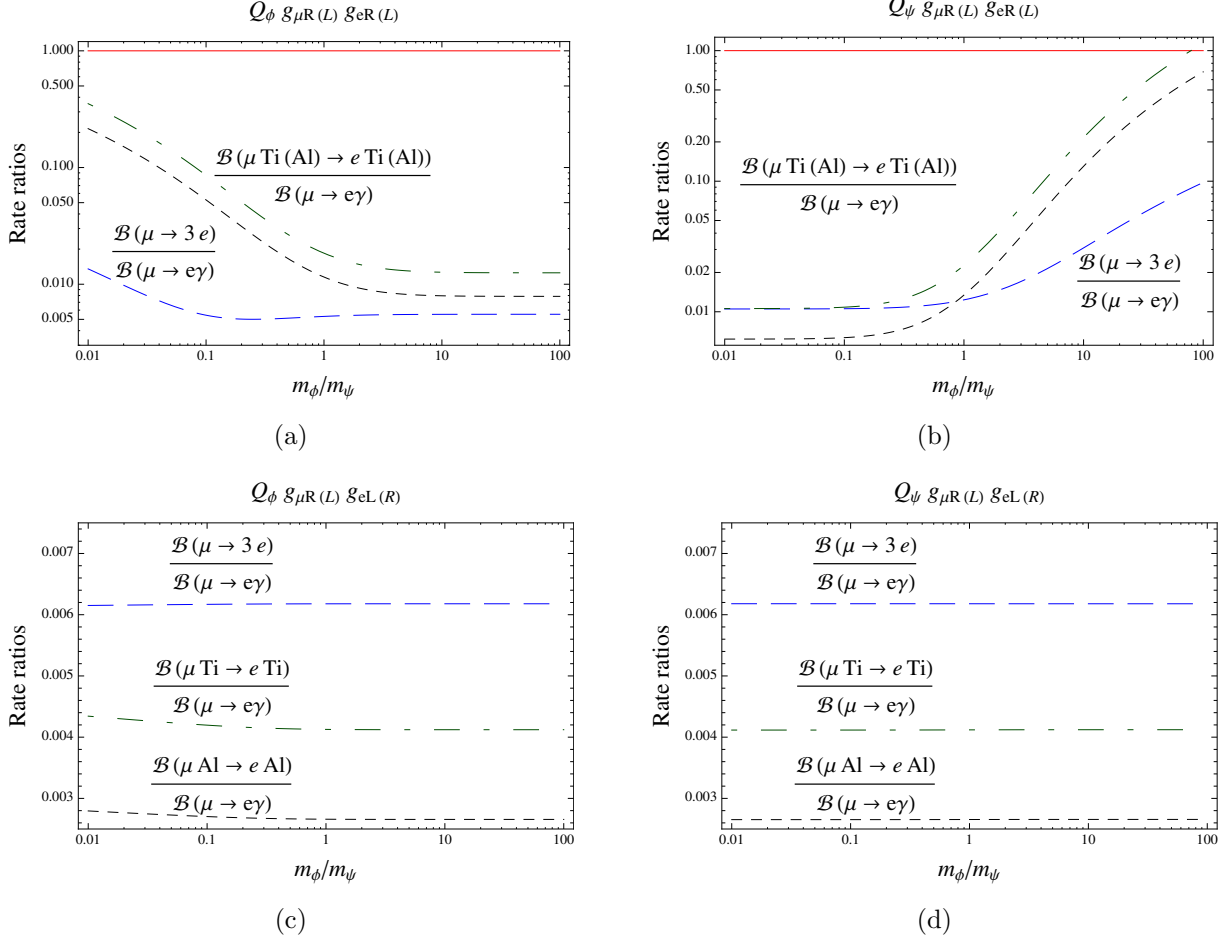 Q_ϕ g_μR (L) g_eR (L)
Rate ratios
1.000
0.500
0.100
0.050
0.010
0.005
ℬ (μ Ti (Al) → e Ti (Al))
ℬ (μ → eγ)
ℬ (μ → 3 e)
ℬ (μ → eγ)
0.01 0.1 1 10 100
m_ϕ/m_ψ
(a)
Q_ψ g_μR (L) g_eR (L)
Rate ratios
1.00
0.50
0.10
0.05
0.02
0.01
ℬ (μ Ti (Al) → e Ti (Al))
ℬ (μ → eγ)
ℬ (μ → 3 e)
ℬ (μ → eγ)
0.01 0.1 1 10 100
m_ϕ/m_ψ
(b)
Q_ϕ g_μR (L) g_eL (R)
Rate ratios
0.007
0.006
0.005
0.004
0.003
ℬ (μ → 3 e)
ℬ (μ → eγ)
ℬ (μ Ti → e Ti)
ℬ (μ → eγ)
ℬ (μ Al → e Al)
ℬ (μ → eγ)
0.01 0.1 1 10 100
m_ϕ/m_ψ
(c)
Q_ψ g_μR (L) g_eL (R)
Rate ratios
0.007
0.006
0.005
0.004
0.003
ℬ (μ → 3 e)
ℬ (μ → eγ)
ℬ (μ Ti → e Ti)
ℬ (μ → eγ)
ℬ (μ Al → e Al)
ℬ (μ → eγ)
0.01 0.1 1 10 100
m_ϕ/m_ψ
(d)